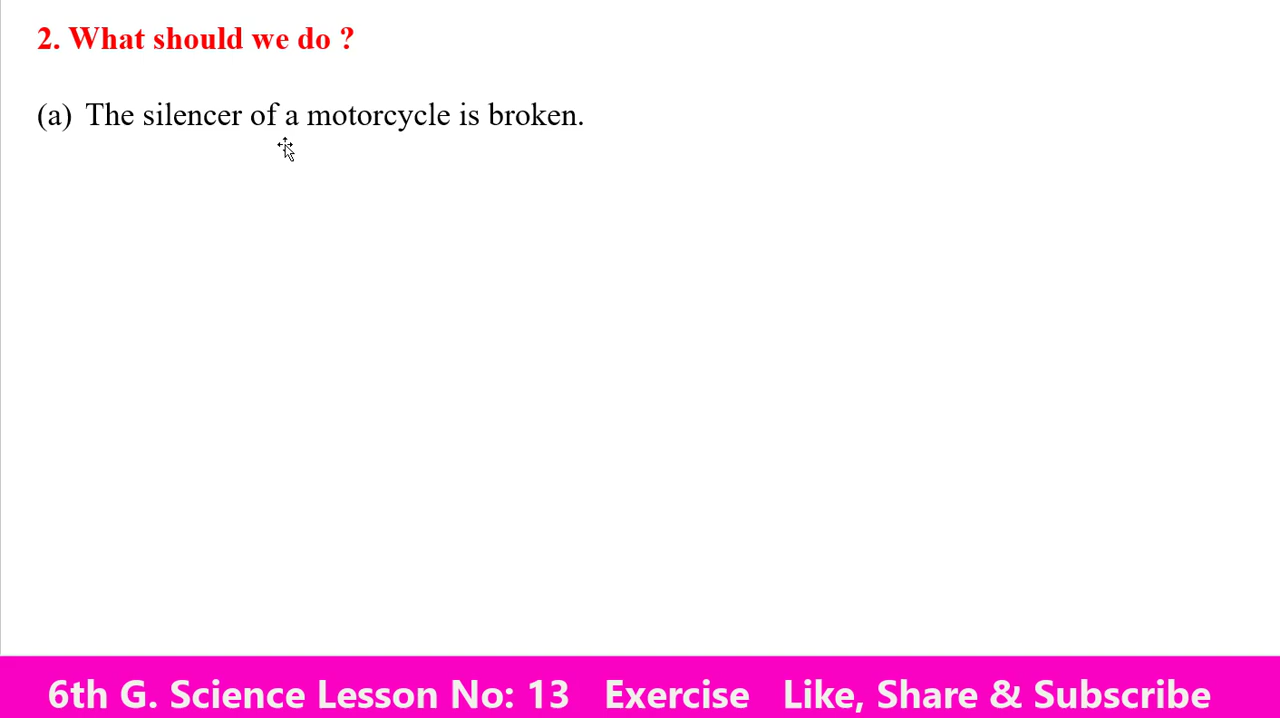 2. What should we do ?
(a) The silencer of a motorcycle is broken.
6th G. Science Lesson No: 13 Exercise Like, Share & Subscribe